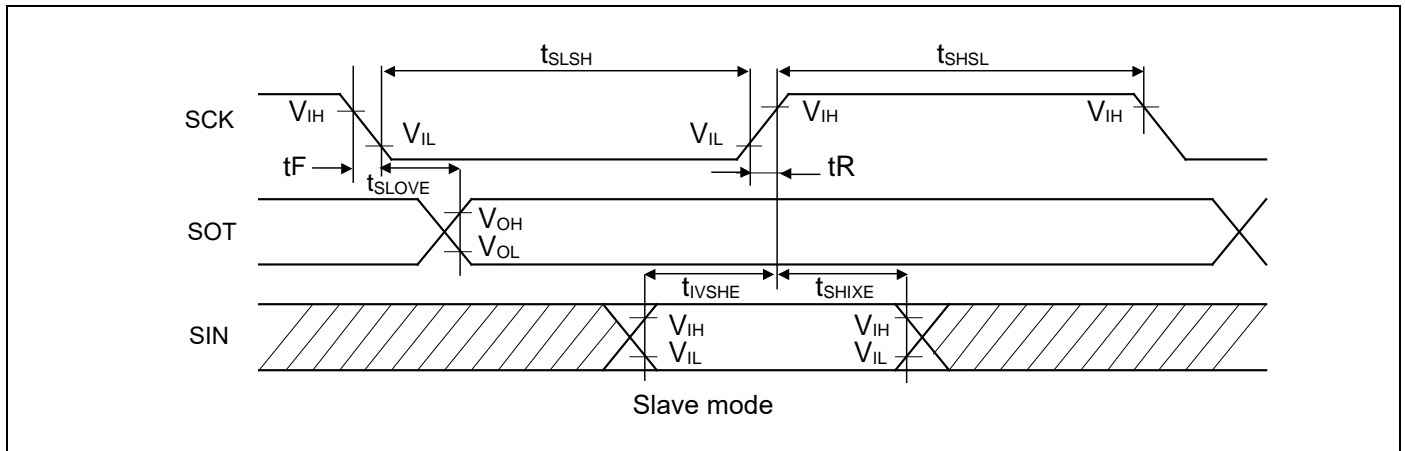 tSLSH tSHSL
SCK VIH VIL VIL VIH VIH
tF tSLOVE tR
SOT VOH
VOL
tIVSHE tSHIXE
SIN VIH VIH
VIL VIL
Slave mode